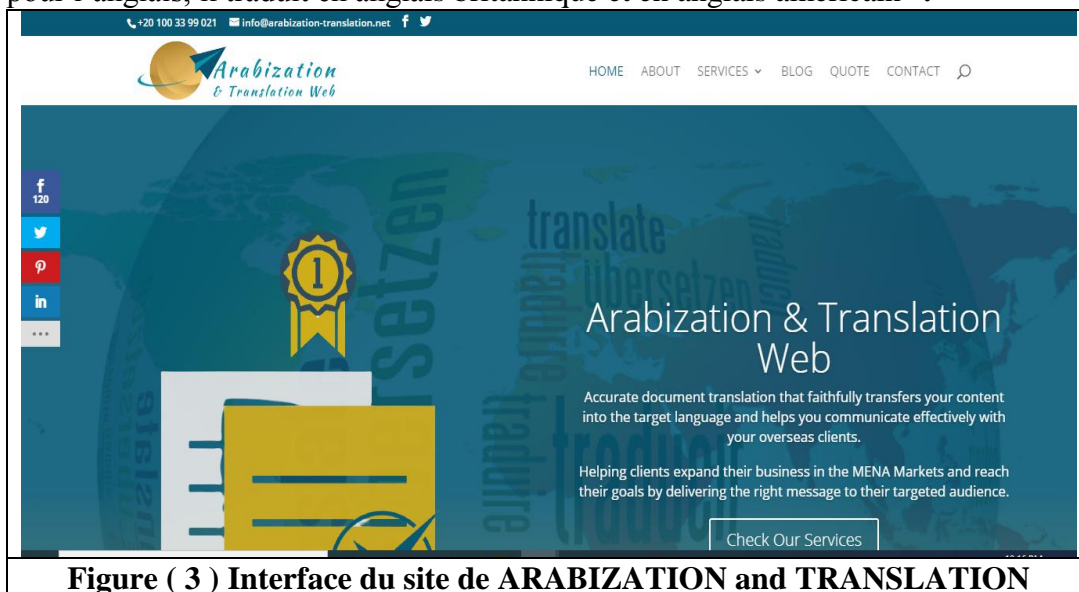 pour l'anglais, il traduit en anglais britannique et en anglais américain
+20 100 33 99 021 info@arabization-translation.net
Arabization
& Translation Web
HOME ABOUT SERVICES BLOG QUOTE CONTACT
120
translate
übersetzen
traduire
traducir
translate
Arabization & Translation
Web
Accurate document translation that faithfully transfers your content
into the target language and helps you communicate effectively with
your overseas clients.
Helping clients expand their business in the MENA Markets and reach
their goals by delivering the right message to their targeted audience.
1
Check Our Services
Figure ( 3 ) Interface du site de ARABIZATION and TRANSLATION